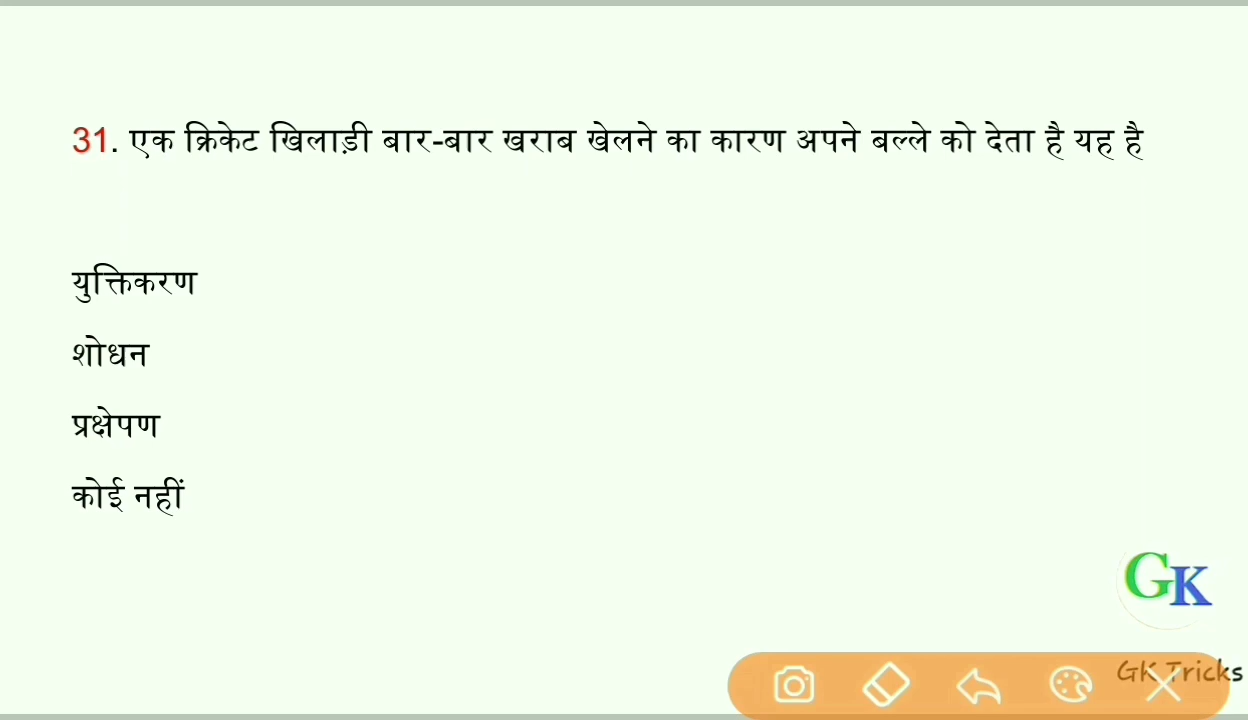 31. एक क्रिकेट खिलाड़ी बार-बार खराब खेलने का कारण अपने बल्ले को देता है यह है
युक्तिकरण
शोधन
प्रक्षेपण
कोई नहीं
GK
GK Tricks